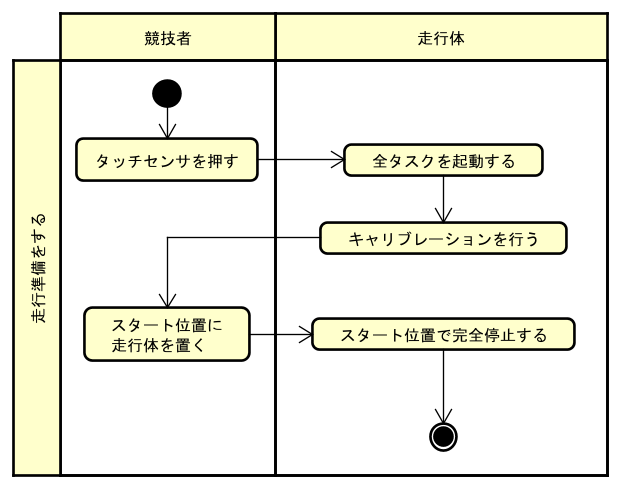 競技者
走行体
走行準備をする
タッチセンサを押す
全タスクを起動する
キャリブレーションを行う
スタート位置に
走行体を置く
スタート位置で完全停止する